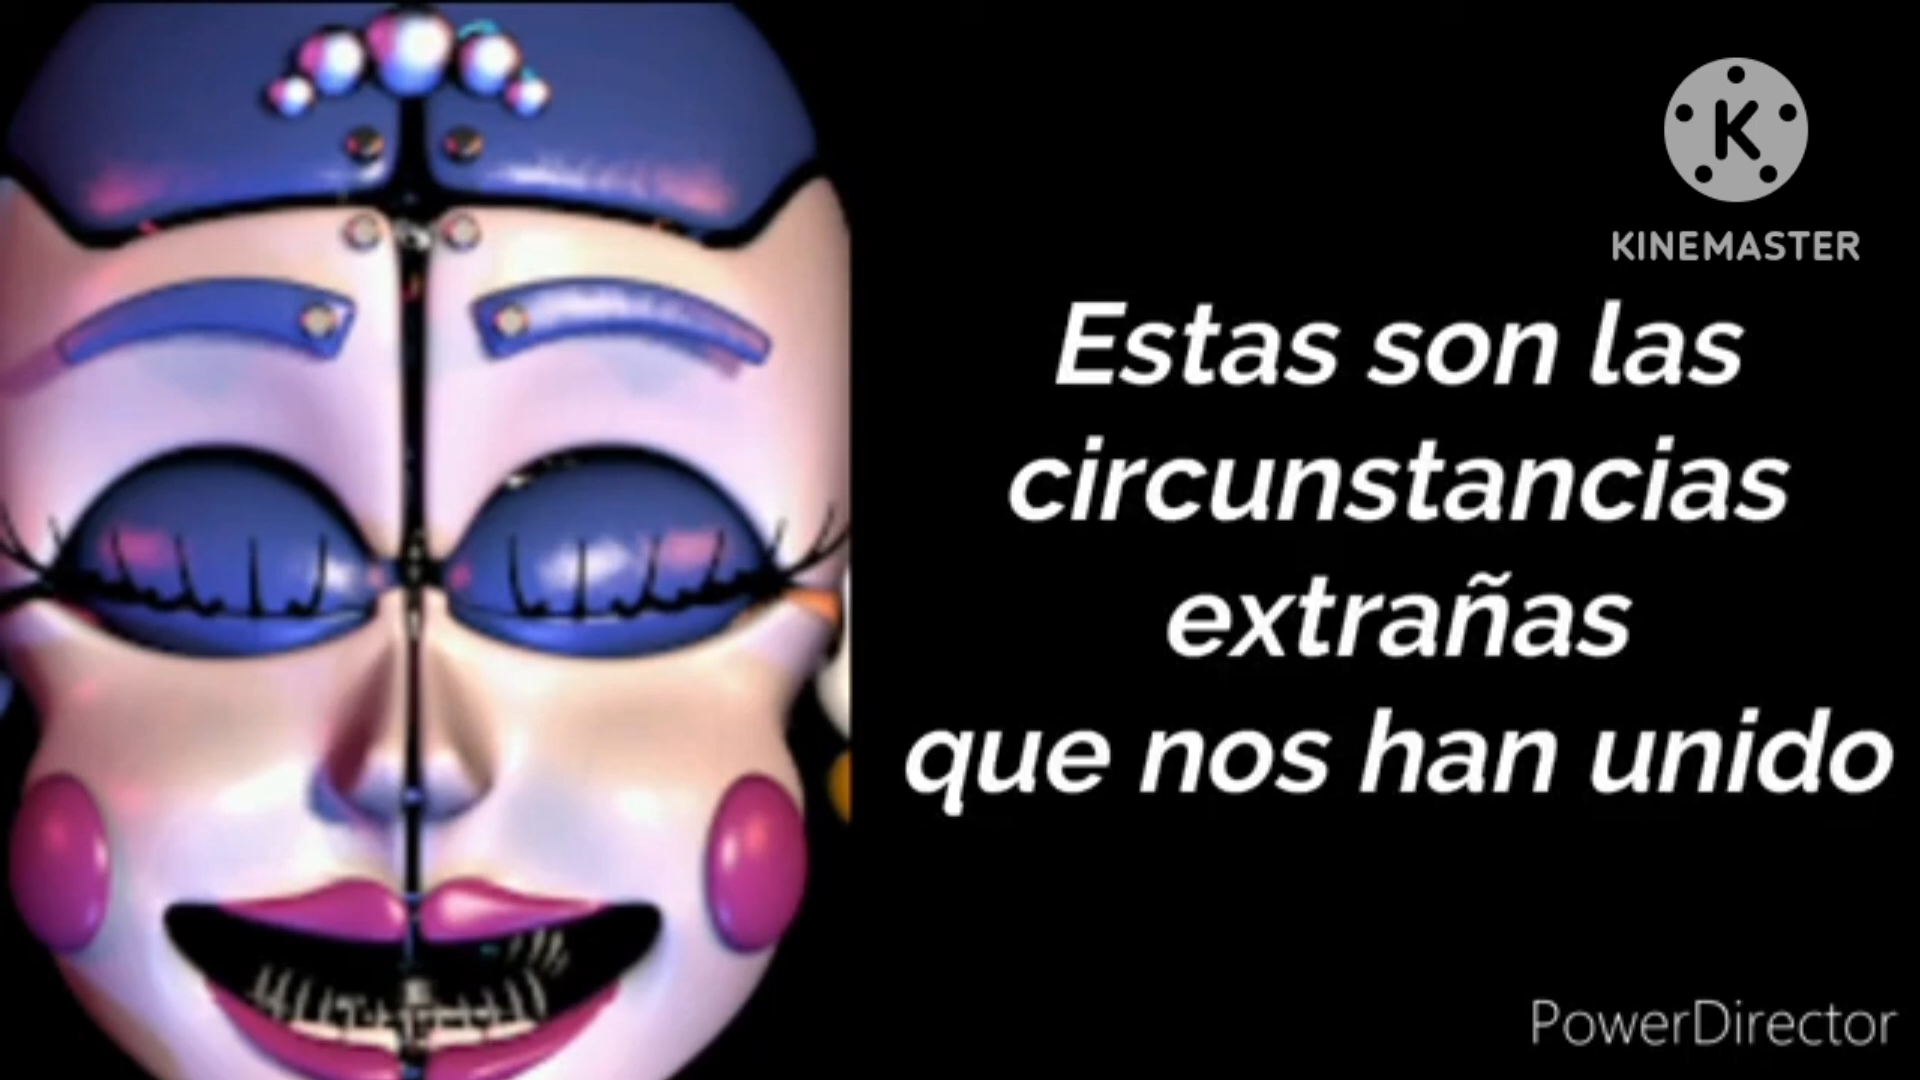 K
KINEMASTER
Estas son las
circunstancias
extrañas
que nos han unido
PowerDirector